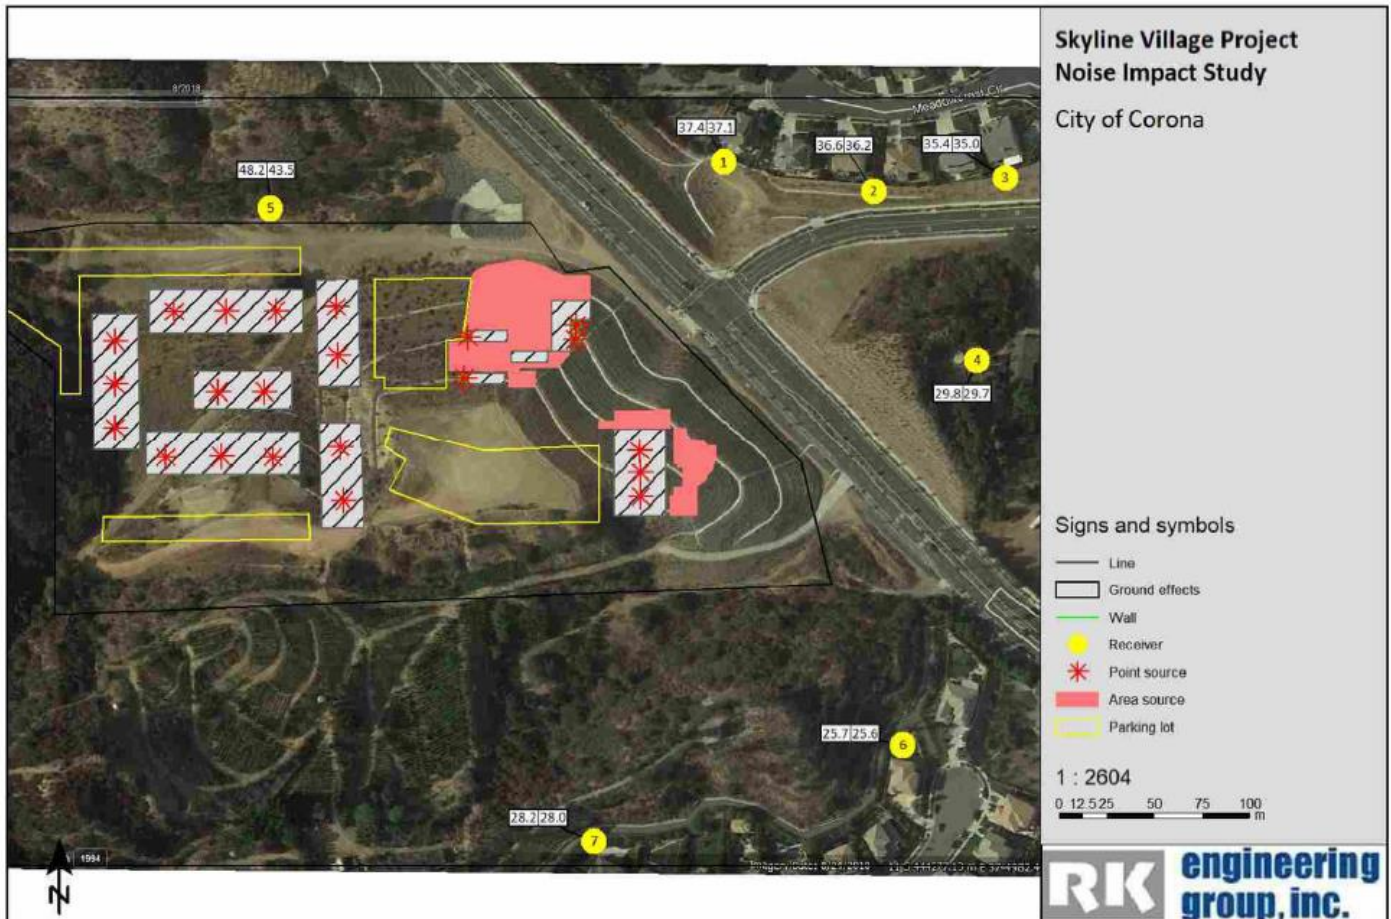 Skyline Village Project
Noise Impact Study
City of Corona
8/2018
37.4 37.1
1
36.6 36.2
2
35.4 35.0
3
48.2 43.5
5
4
29.8 29.7
25.7 25.6
6
28.2 28.0
7
1994
N
Signs and symbols
Line
Ground effects
Wall
Receiver
Point source
Area source
Parking lot
1 : 2604
0 12.5 25 50 75 100
m
RK engineering
group, inc.